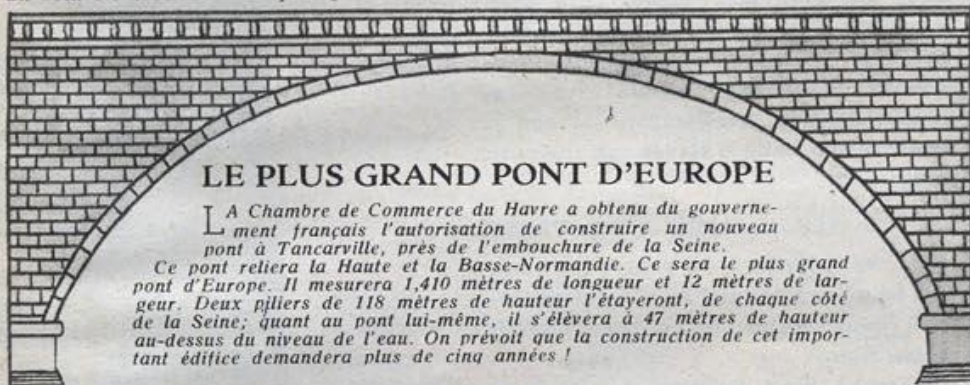 LE PLUS GRAND PONT D'EUROPE
LA Chambre de Commerce du Havre a obtenu du gouverne-
ment français l'autorisation de construire un nouveau
pont à Tancarville, près de l'embouchure de la Seine.
Ce pont reliera la Haute et la Basse-Normandie. Ce sera le plus grand
pont d'Europe. Il mesurera 1,410 mètres de longueur et 12 mètres de lar-
geur. Deux piliers de 118 mètres de hauteur l'étayeront, de chaque côté
de la Seine; quant au pont lui-même, il s'élèvera à 47 mètres de hauteur
au-dessus du niveau de l'eau. On prévoit que la construction de cet impor-
tant édifice demandera plus de cinq années !